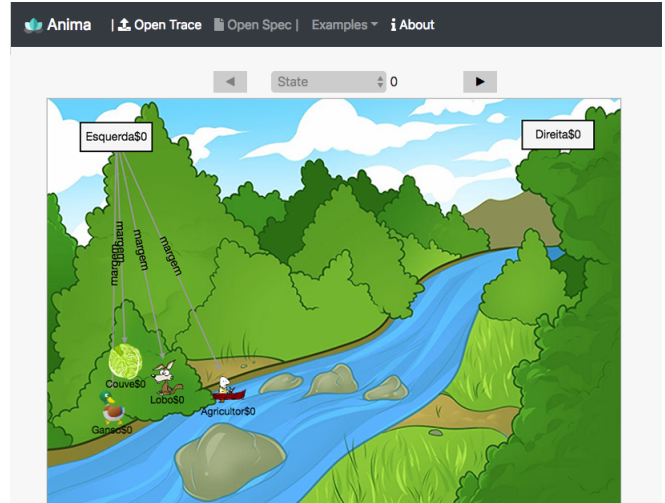 Anima | Open Trace Open Spec | Examples About
State 0
Esquerda$0
Direita$0
margem
margem
margem
margem
Couve$0
Lobo$0
Agricultor$0
Ganso$0